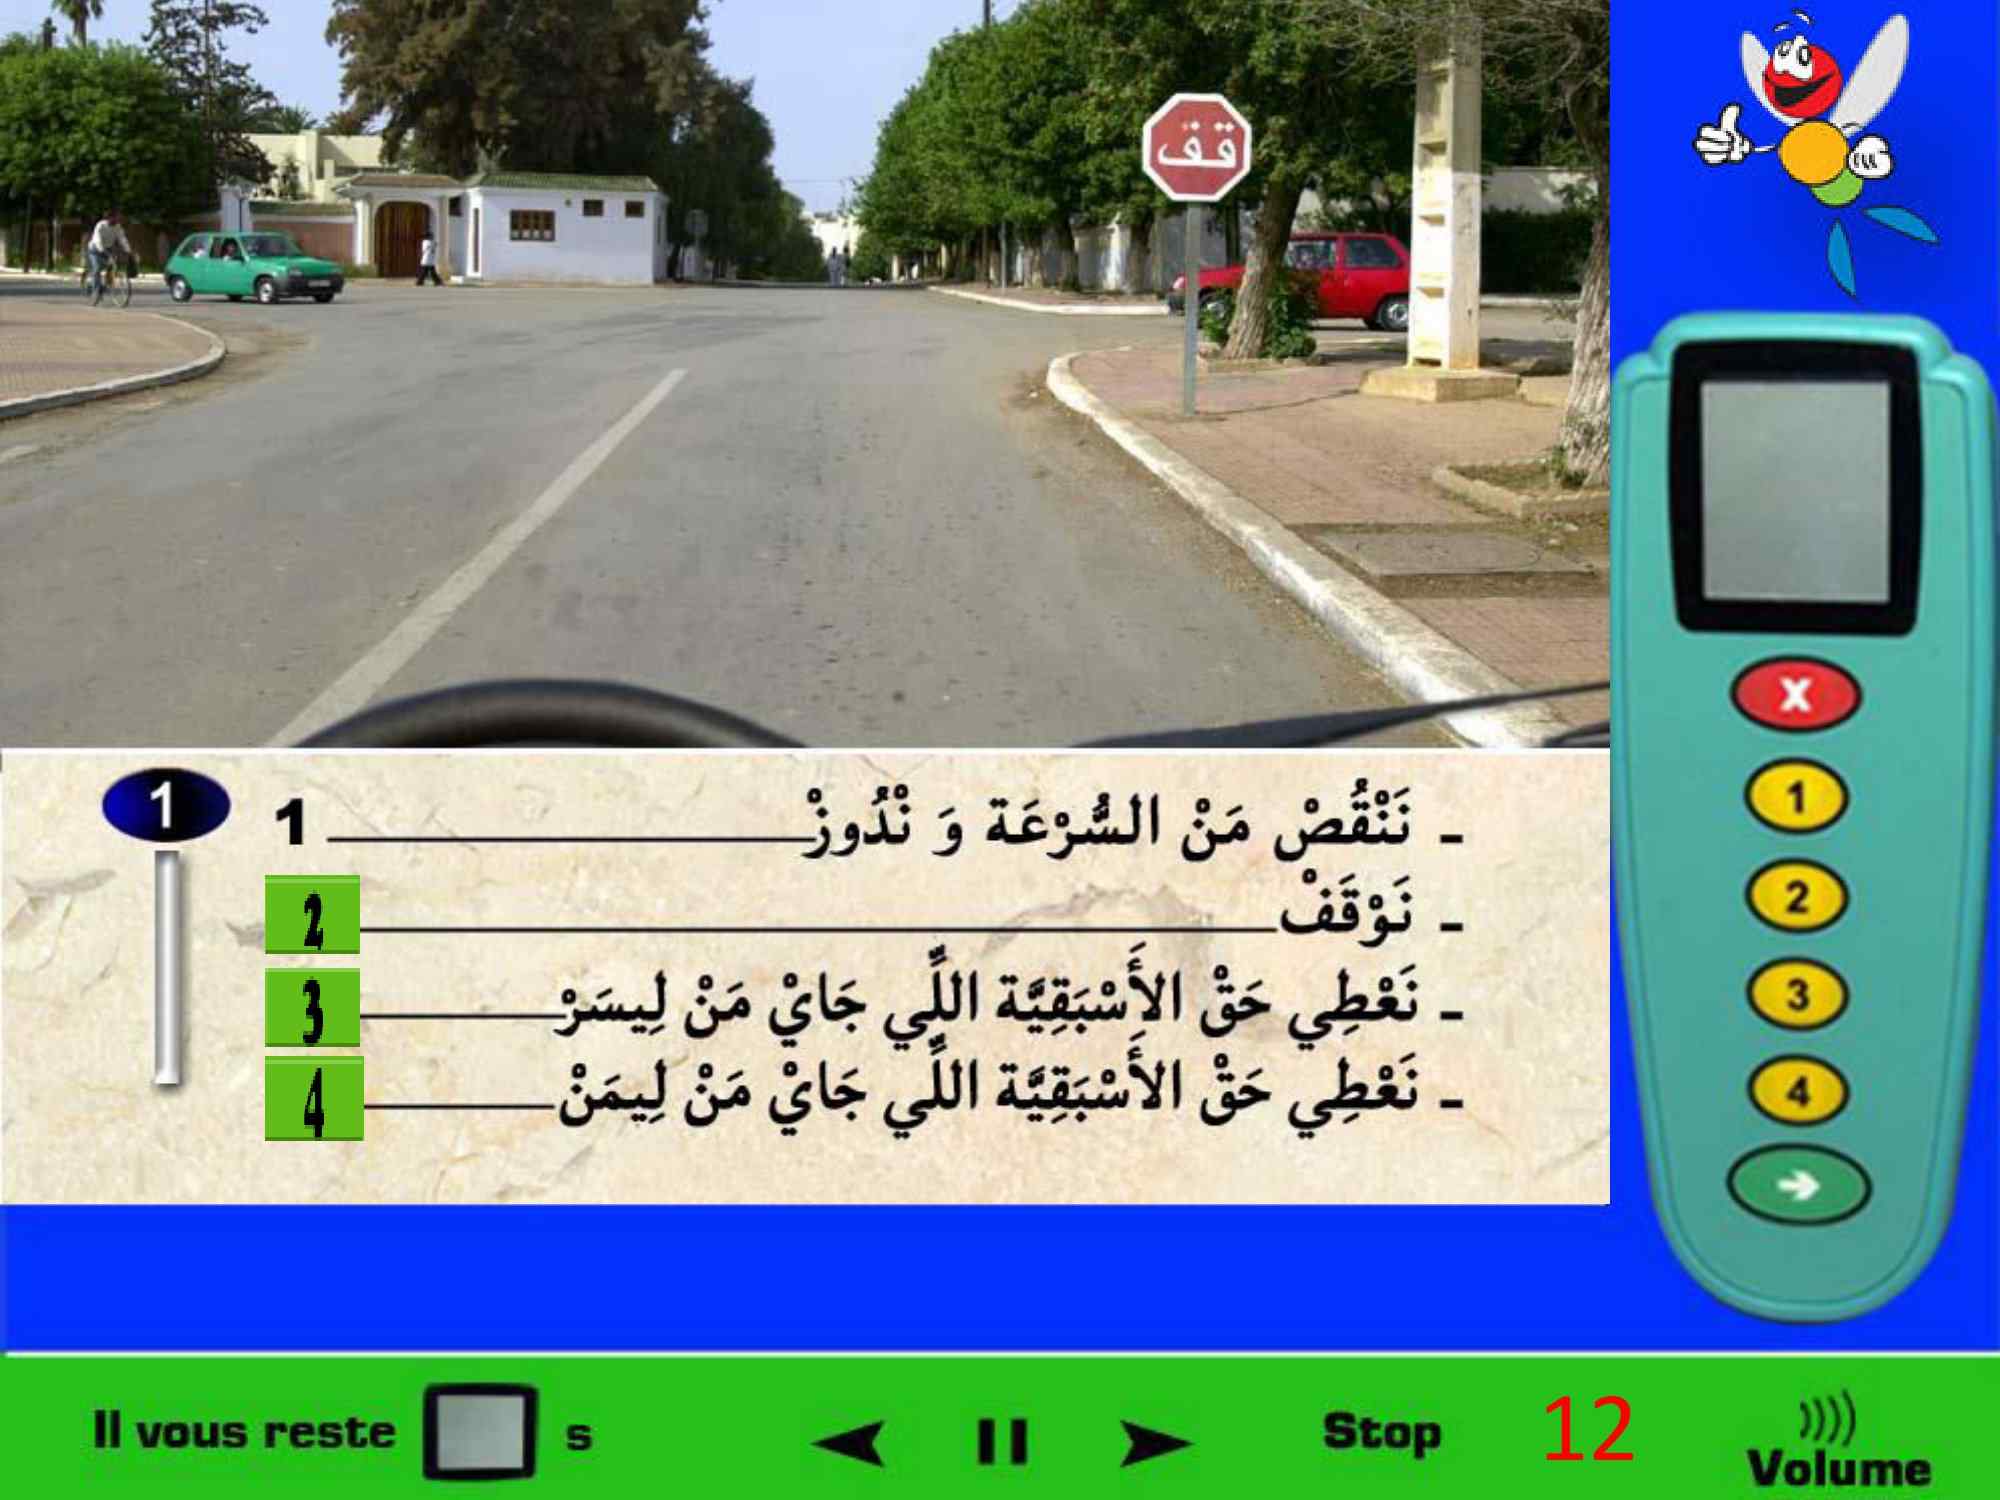 قف
1
1 ـ نَنْقُصْ مَنْ السُّرْعَة وَ نْدُوزْ
2 ـ نَوْقَفْ
3 ـ نَعْطِي حَقْ الأَسْبَقِيَّة اللِّي جَايْ مَنْ لِيسَرْ
4 ـ نَعْطِي حَقْ الأَسْبَقِيَّة اللِّي جَايْ مَنْ لِيمَنْ
X
1
2
3
4
Il vous reste s
Stop
12
Volume